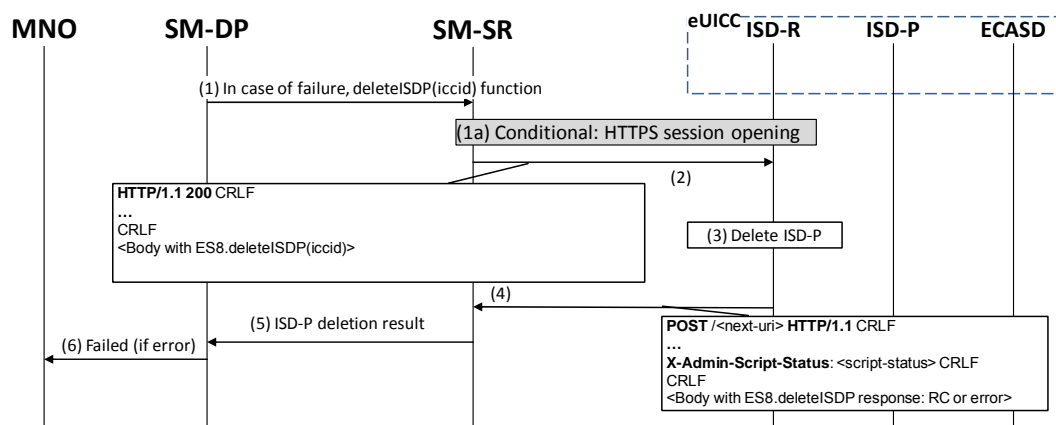 MNO SM-DP SM-SR eUICC ISD-R ISD-P ECASD
(1) In case of failure, deleteISDP(iccid) function
(1a) Conditional: HTTPS session opening
(2)
HTTP/1.1 200 CRLF
...
CRLF
<Body with ES8.deleteISDP(iccid)>
(3) Delete ISD-P
(4)
(5) ISD-P deletion result
(6) Failed (if error)
POST /<next-uri> HTTP/1.1 CRLF
...
X-Admin-Script-Status: <script-status> CRLF
CRLF
<Body with ES8.deleteISDP response: RC or error>